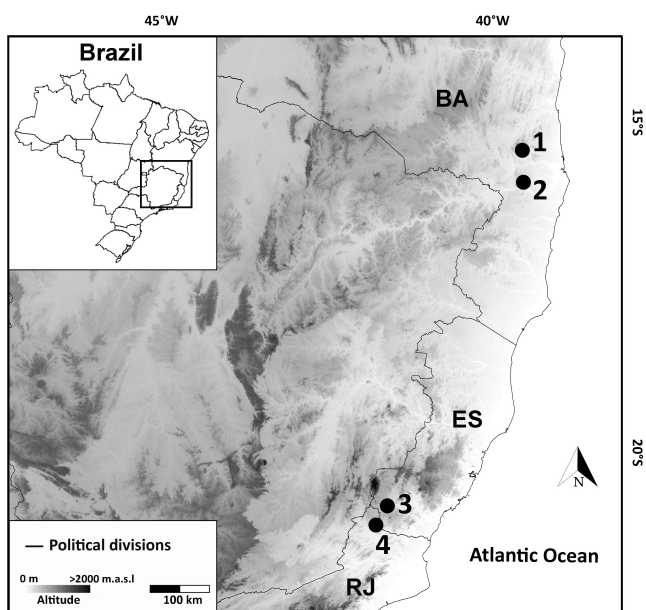 45°W 40°W
Brazil
BA
15°S
1
2
ES
20°S
N
3
4
Political divisions
Atlantic Ocean
0 m >2000 m.a.s.l
Altitude 100 km
RJ